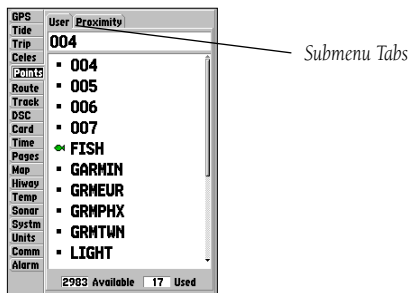 GPS
Tide
Trip
Celes
Points
Route
Track
DSC
Card
Time
Pages
Map
Hiway
Temp
Sonar
Systm
Units
Comm
Alarm
User Proximity
004
004
005
006
007
FISH
GARMIN
GRMEUR
GRMPHX
GRMTWN
LIGHT
2983 Available 17 Used
Submenu Tabs